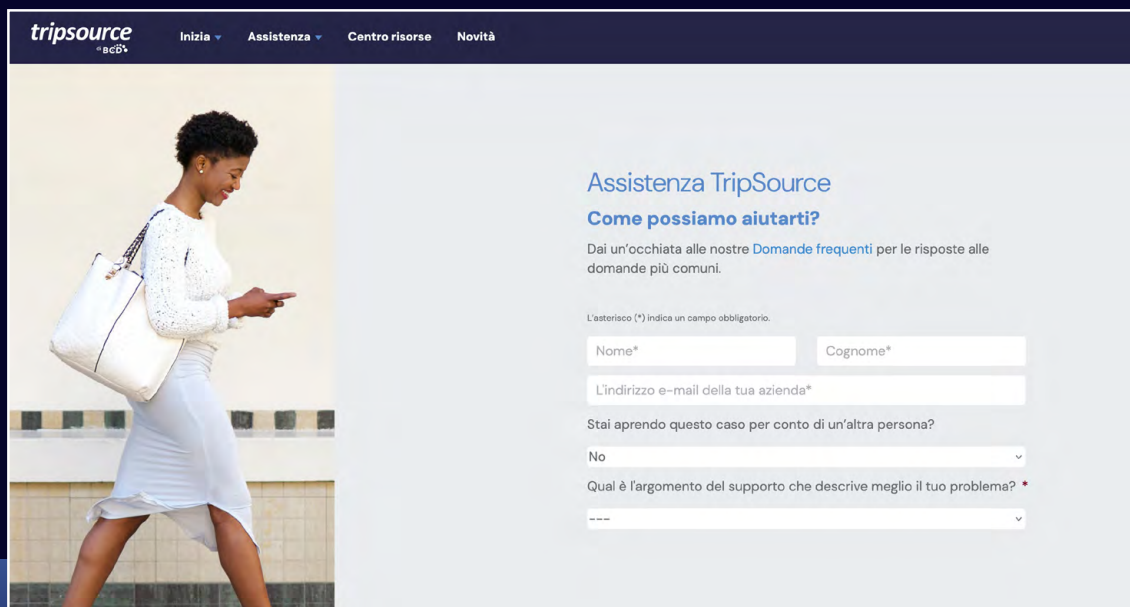 tripsource
di BCD
Inizia
Assistenza
Centro risorse
Novità
Assistenza TripSource
Come possiamo aiutarti?
Dai un'occhiata alle nostre Domande frequenti per le risposte alle
domande più comuni.
L'asterisco (*) indica un campo obbligatorio.
Nome*
Cognome*
L'indirizzo e-mail della tua azienda*
Stai aprendo questo caso per conto di un'altra persona?
No
Qual è l'argomento del supporto che descrive meglio il tuo problema? *
---